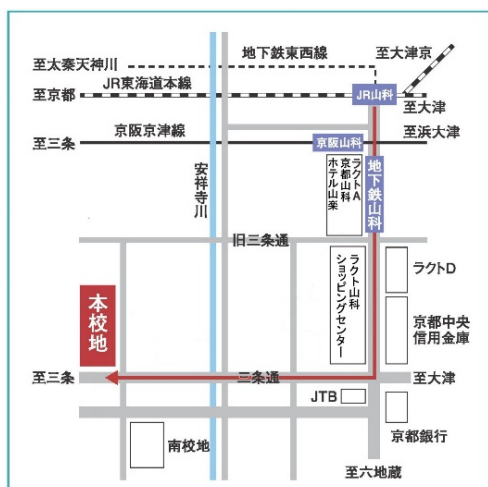 地下鉄東西線
至大津京
至太秦天神川
JR東海道本線
JR山科
至京都
至大津
京阪京津線
至三条
京阪山科
至浜大津
ラクトA
京都山科
ホテル山楽
地下鉄山科
安祥寺川
旧三条通
ラクト山科
ショッピングセンター
ラクトD
京都中央
信用金庫
本校地
至三条
三条通
至大津
JTB
京都銀行
南校地
至六地蔵